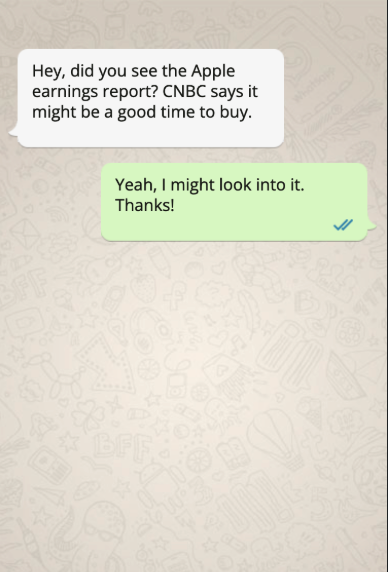 Hey, did you see the Apple
earnings report? CNBC says it
might be a good time to buy.
Yeah, I might look into it.
Thanks!